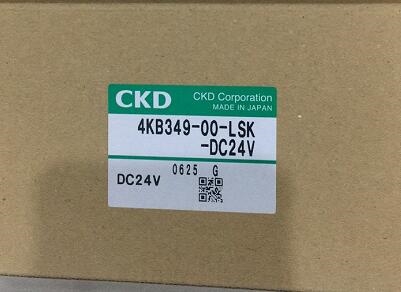 CKD
CKD Corporation
MADE IN JAPAN
4KB349-00-LSK
-DC24V
0625 G
DC24V